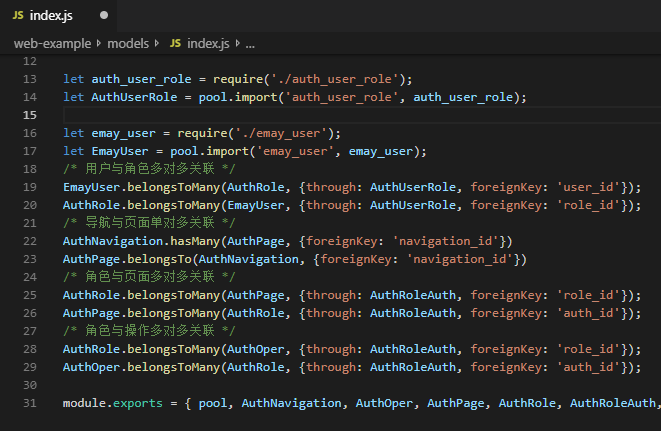 JS index.js
web-example > models > JS index.js > ...
12
13 let auth_user_role = require('./auth_user_role');
14 let AuthUserRole = pool.import('auth_user_role', auth_user_role);
15
16 let emay_user = require('./emay_user');
17 let EmayUser = pool.import('emay_user', emay_user);
18 /* 用户与角色多对多关联 */
19 EmayUser.belongsToMany(AuthRole, {through: AuthUserRole, foreignKey: 'user_id'});
20 AuthRole.belongsToMany(EmayUser, {through: AuthUserRole, foreignKey: 'role_id'});
21 /* 导航与页面单对多关联 */
22 AuthNavigation.hasMany(AuthPage, {foreignKey: 'navigation_id'})
23 AuthPage.belongsTo(AuthNavigation, {foreignKey: 'navigation_id'})
24 /* 角色与页面多对多关联 */
25 AuthRole.belongsToMany(AuthPage, {through: AuthRoleAuth, foreignKey: 'role_id'});
26 AuthPage.belongsToMany(AuthRole, {through: AuthRoleAuth, foreignKey: 'auth_id'});
27 /* 角色与操作多对多关联 */
28 AuthRole.belongsToMany(AuthOper, {through: AuthRoleAuth, foreignKey: 'role_id'});
29 AuthOper.belongsToMany(AuthRole, {through: AuthRoleAuth, foreignKey: 'auth_id'});
30
31 module.exports = { pool, AuthNavigation, AuthOper, AuthPage, AuthRole, AuthRoleAuth,